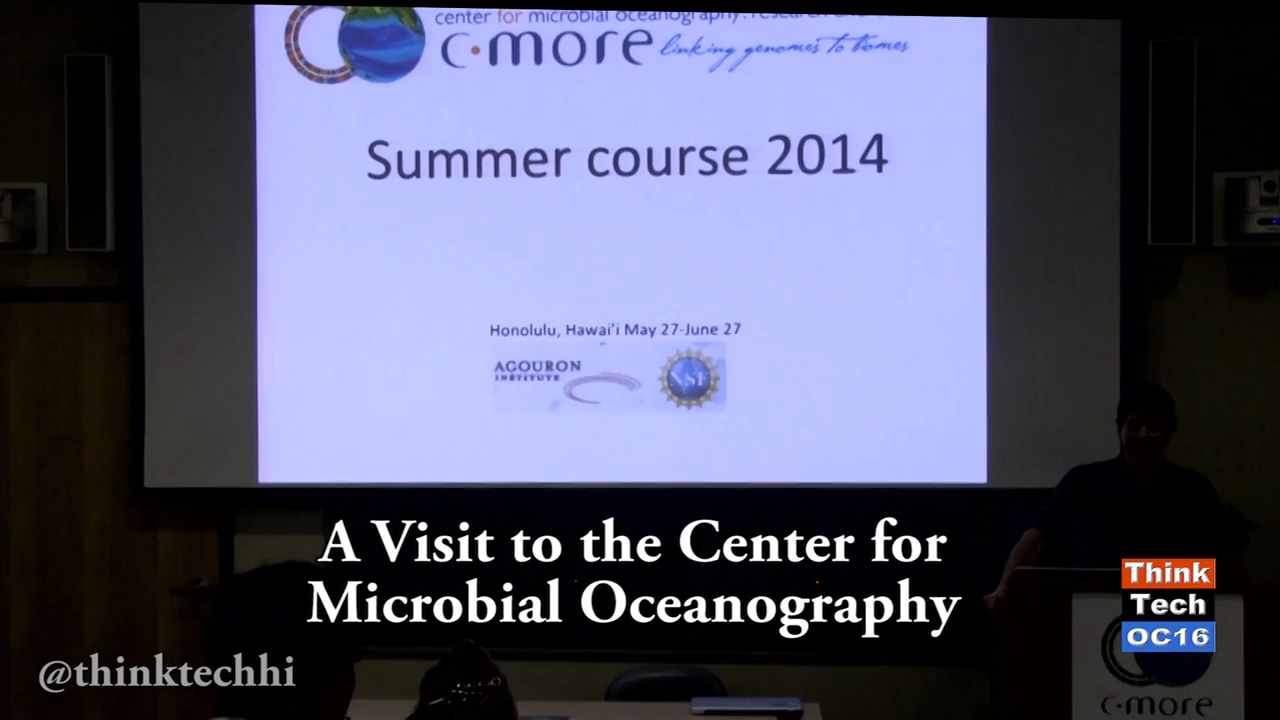 center for microbial oceanography: research and
c·more linking genomes to biomes
Summer course 2014
Honolulu, Hawai'i May 27-June 27
AGOURON
INSTITUTE
NSF
A Visit to the Center for
Microbial Oceanography
Think
Tech
OC16
@thinktechhi
c·more